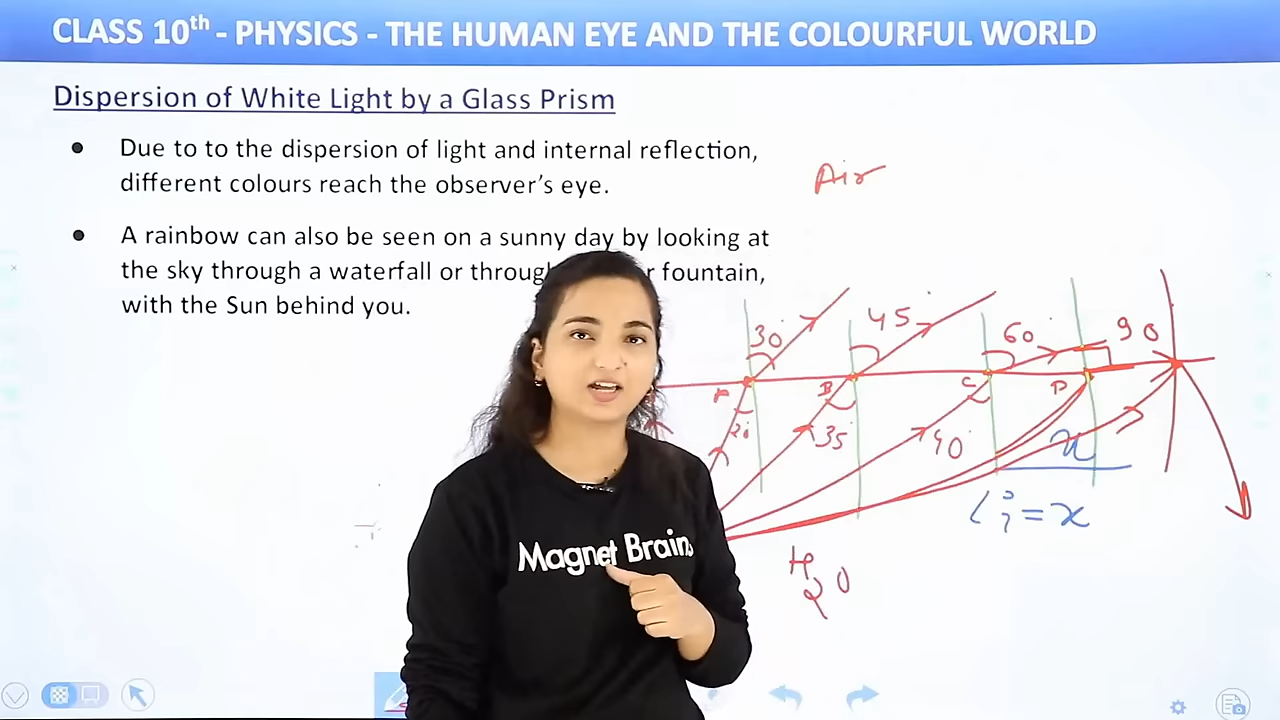 CLASS 10th - PHYSICS - THE HUMAN EYE AND THE COLOURFUL WORLD
Dispersion of White Light by a Glass Prism
Due to to the dispersion of light and internal reflection,
different colours reach the observer's eye.
A rainbow can also be seen on a sunny day by looking at
the sky through a waterfall or through r fountain,
with the Sun behind you.
Air
30° 45 60 90
A B C D
20 35 40 x
= x
H2O
Magnet Brains